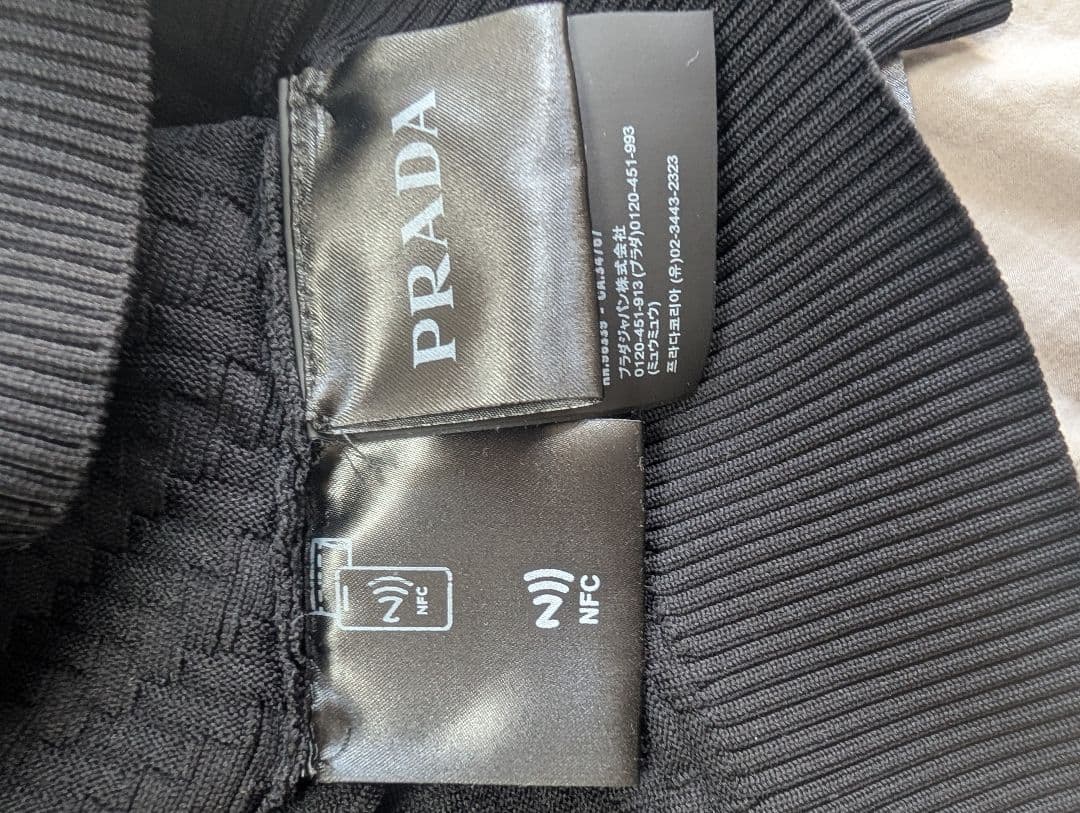 PRADA
プラダジャパン株式会社
0120-451-913 (プラダ)0120-451-993
(ミュウミュウ)
프라다코리아 (유)02-3443-2323
NFC
NFC